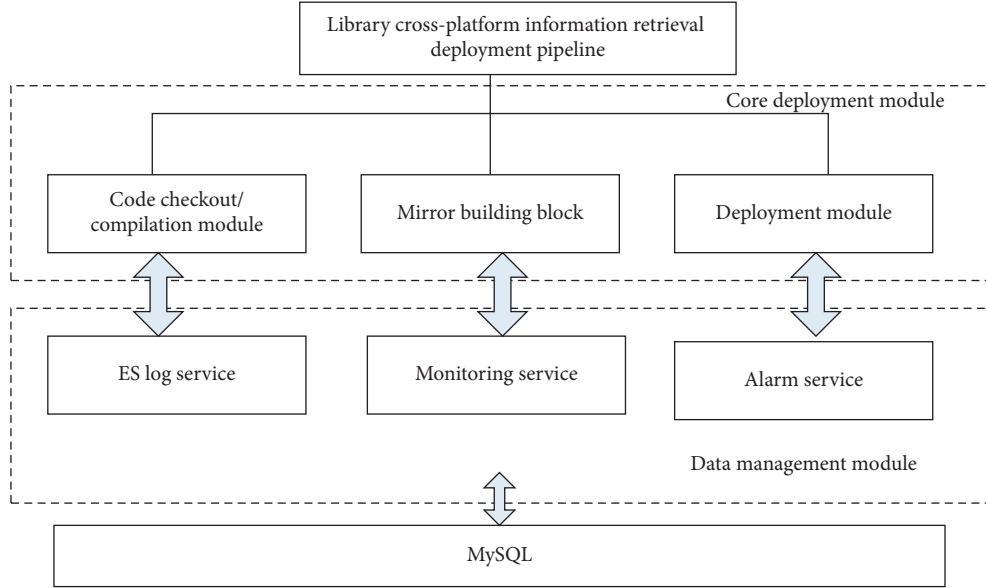 Library cross-platform information retrieval
deployment pipeline
Core deployment module
Code checkout/
compilation module
Mirror building block
Deployment module
ES log service
Monitoring service
Alarm service
Data management module
MySQL